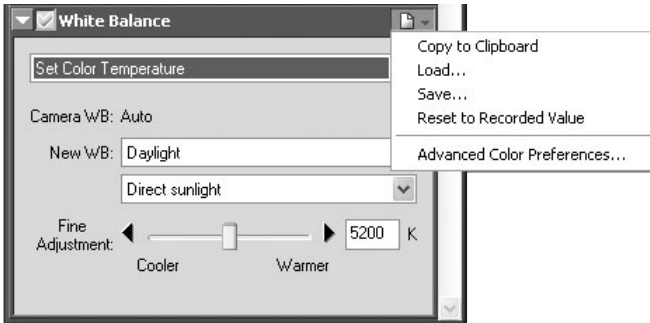 White Balance
Copy to Clipboard
Load...
Save...
Reset to Recorded Value
Advanced Color Preferences...
Set Color Temperature
Camera WB: Auto
New WB: Daylight
Direct sunlight
Fine
Adjustment:
5200 K
Cooler Warmer